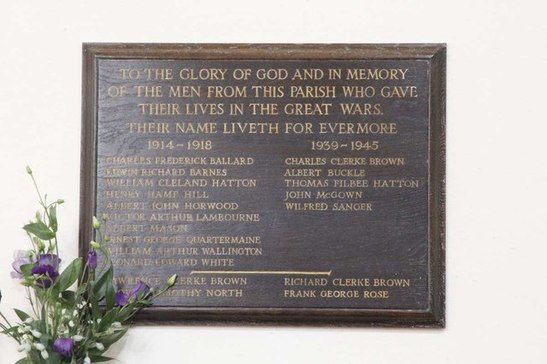 TO THE GLORY OF GOD AND IN MEMORY
OF THE MEN FROM THIS PARISH WHO GAVE
THEIR LIVES IN THE GREAT WARS.
THEIR NAME LIVETH FOR EVERMORE
1914~1918
CHARLES FREDERICK BALLARD
EDWIN RICHARD BARNES
WILLIAM CLELAND HATTON
HENRY HAMP HILL
ALBERT JOHN HORWOOD
VICTOR ARTHUR LAMBOURNE
ALBERT MASON
ERNEST GEORGE QUARTERMAINE
WILLIAM ARTHUR WALLINGTON
LEONARD EDWARD WHITE
1939~1945
CHARLES CLERKE BROWN
ALBERT BUCKLE
THOMAS FILBEE HATTON
JOHN McGOWN
WILFRED SANGER
CLERKE BROWN
NORTH
RICHARD CLERKE BROWN
FRANK GEORGE ROSE